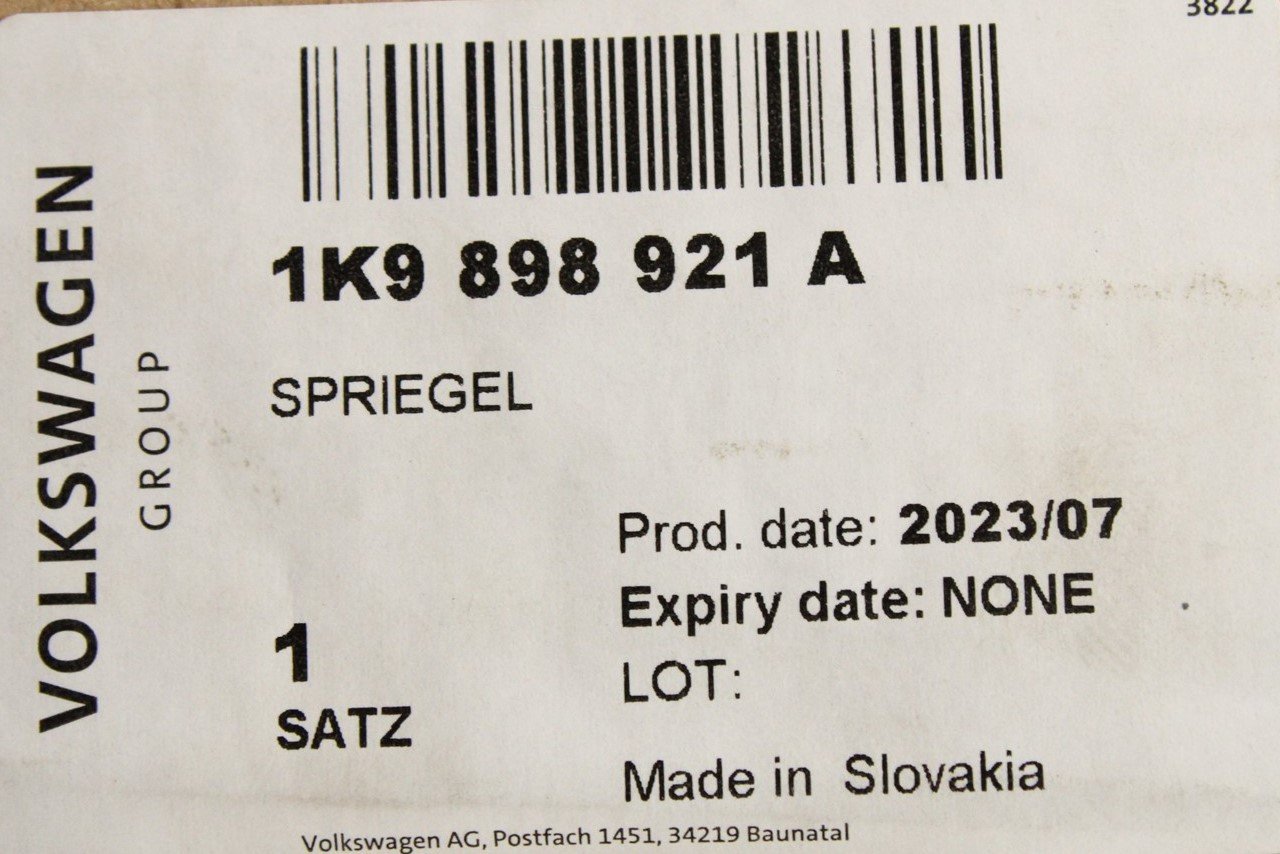 3822
VOLKSWAGEN
GROUP
1K9 898 921 A
SPRIEGEL
Prod. date: 2023/07
Expiry date: NONE
1
LOT:
SATZ
Made in Slovakia
Volkswagen AG, Postfach 1451, 34219 Baunatal